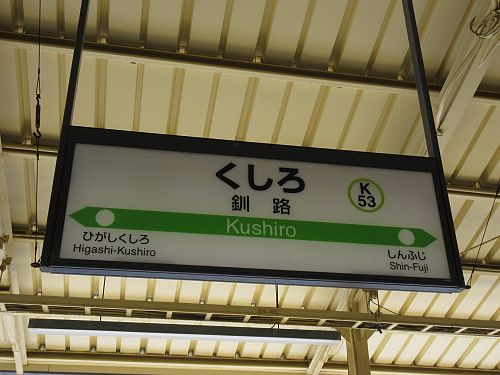 くしろ
釧路
K
53
Kushiro
ひがしくしろ
Higashi-Kushiro
しんふじ
Shin-Fuji